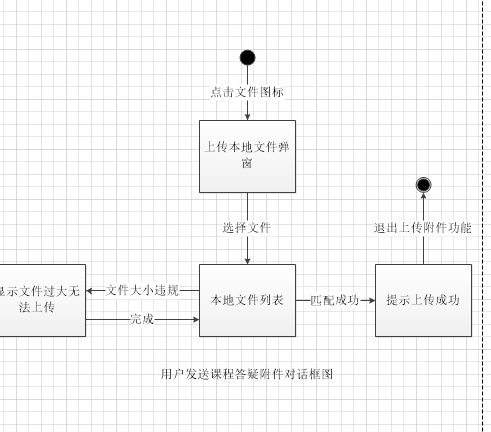 点击文件图标
上传本地文件弹
窗
选择文件
退出上传附件功能
显示文件过大无
法上传
文件大小违规
完成
本地文件列表
匹配成功
提示上传成功
用户发送课程答疑附件对话框图